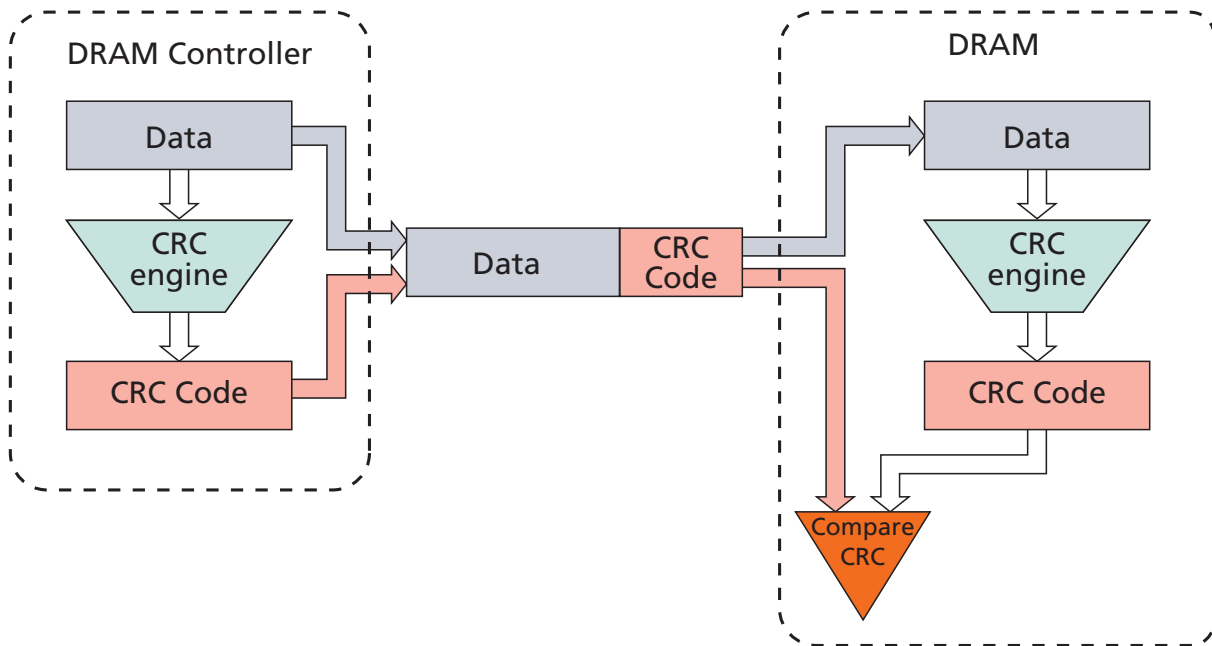 DRAM Controller
Data
CRC
engine
CRC Code
Data
CRC
Code
DRAM
Data
CRC
engine
CRC Code
Compare
CRC